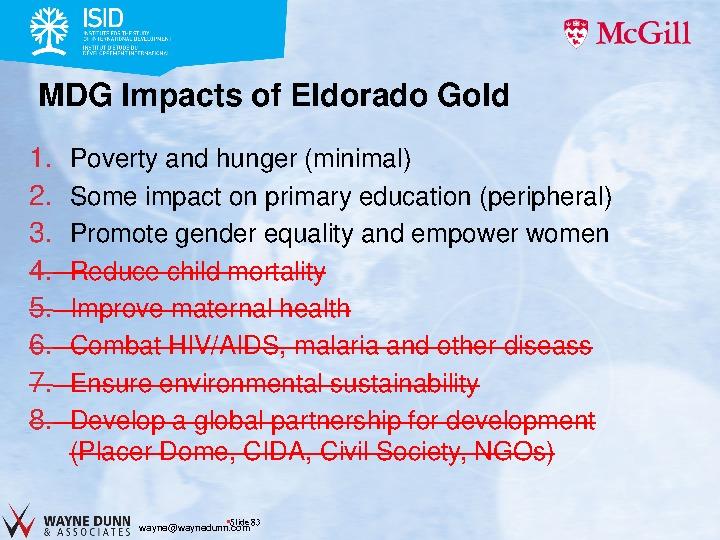 ISID
INSTITUTE FOR THE STUDY
OF INTERNATIONAL DEVELOPMENT
INSTITUT D'ÉTUDE DU
DÉVELOPPEMENT INTERNATIONAL
McGill
MDG Impacts of Eldorado Gold
1. Poverty and hunger (minimal)
2. Some impact on primary education (peripheral)
3. Promote gender equality and empower women
4. Reduce child mortality
5. Improve maternal health
6. Combat HIV/AIDS, malaria and other diseass
7. Ensure environmental sustainability
8. Develop a global partnership for development
(Placer Dome, CIDA, Civil Society, NGOs)
WAYNE DUNN
& ASSOCIATES
•Slide 83
wayne@waynedunn.com